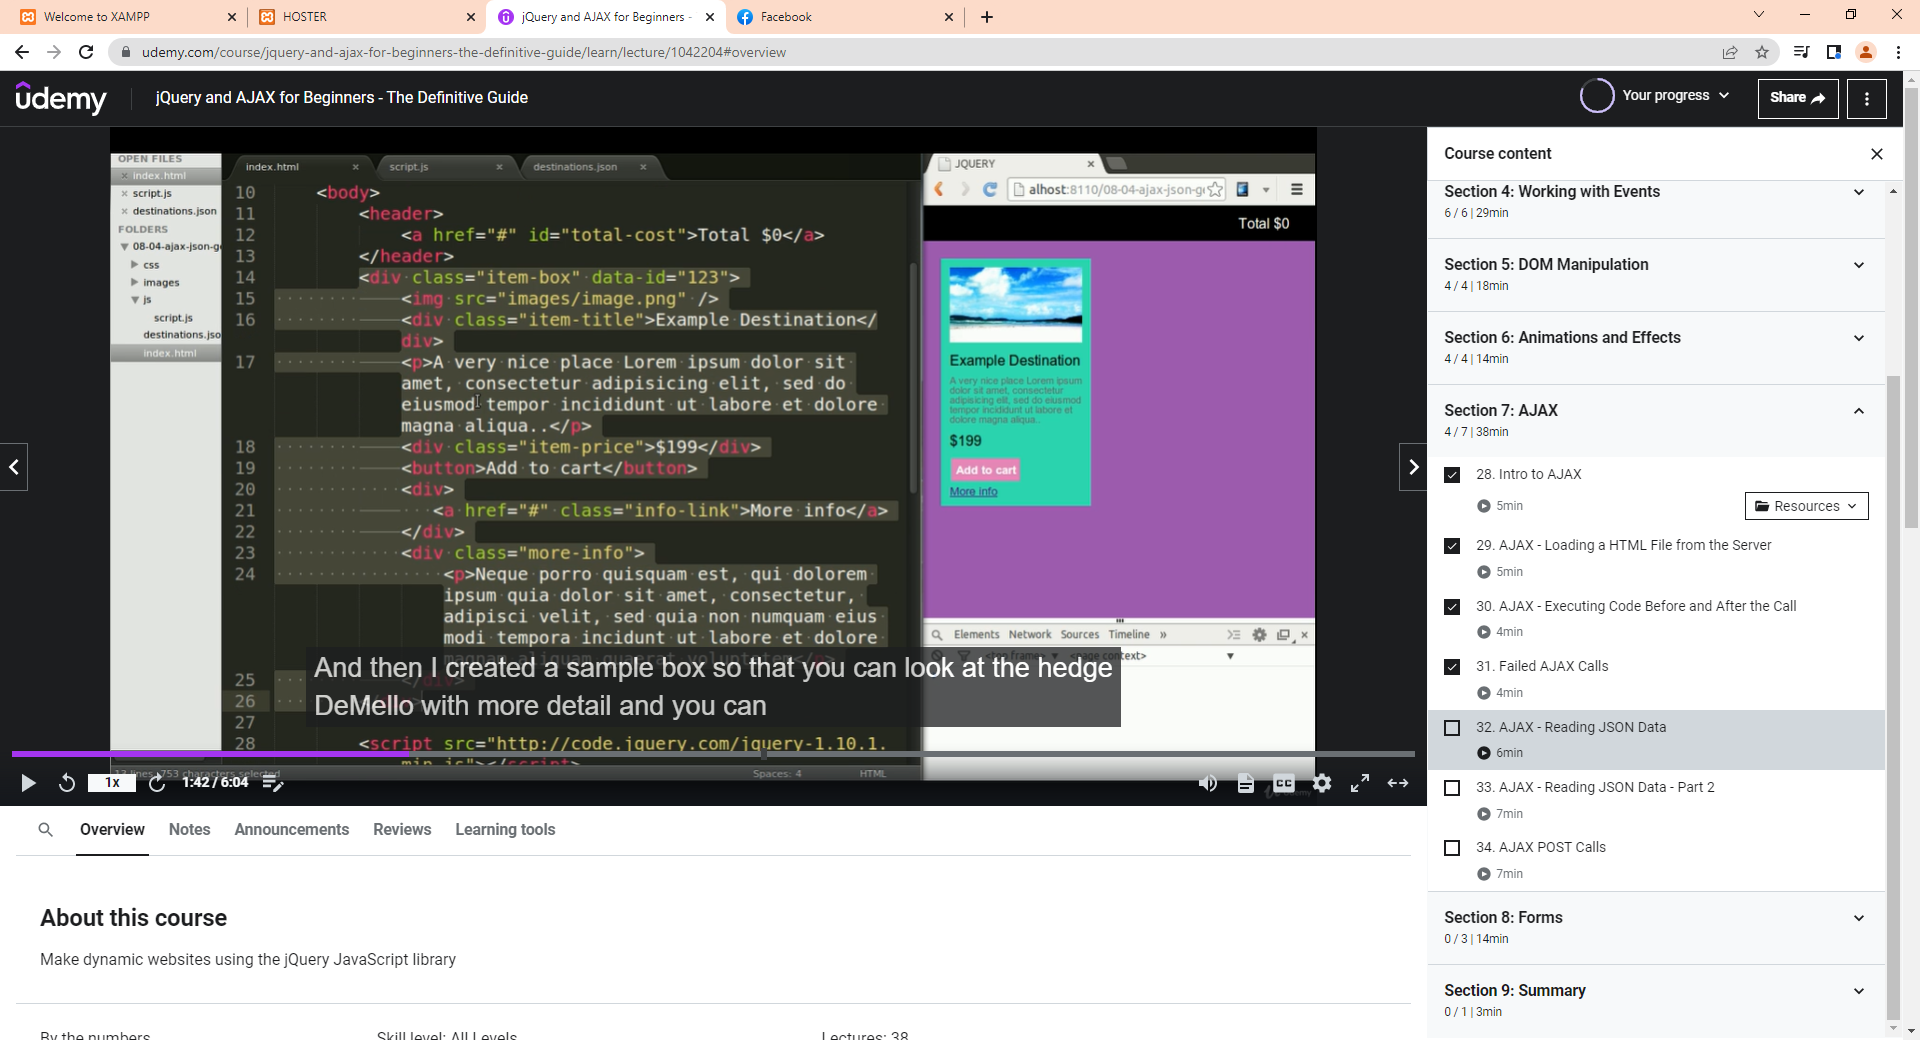 Welcome to XAMPP
HOSTER
jQuery and AJAX for Beginners -
Facebook
udemy.com/course/jquery-and-ajax-for-beginners-the-definitive-guide/learn/lecture/1042204#overview
udemy
jQuery and AJAX for Beginners - The Definitive Guide
Your progress
Share
OPEN FILES
index.html
script.js
destinations.json
FOLDERS
08-04-ajax-json-g
css
images
js
script.js
destinations.jso
index.html
index.html
script.js
destinations.json
10 <body>
11 <header>
12 <a href="#" id="total-cost">Total $0</a>
13 </header>
14 <div class="item-box" data-id="123">
15 <img src="images/image.png" />
16 <div class="item-title">Example Destination</
div>
17 <p>A very nice place Lorem ipsum dolor sit
amet, consectetur adipisicing elit, sed do
eiusmod tempor incididunt ut labore et dolore
magna aliqua..</p>
18 <div class="item-price">$199</div>
19 <button>Add to cart</button>
20 <div>
21 <a href="#" class="info-link">More info</a>
22 </div>
23 <div class="more-info">
24 <p>Neque porro quisquam est, qui dolorem
ipsum quia dolor sit amet, consectetur,
adipisci velit, sed quia non numquam eius
modi tempora incidunt ut labore et dolore
magnam aliquam quaerat voluptatem</p>
25 </div>
26
27
28 <script src="http://code.jquery.com/jquery-1.10.1.
min.js"></script>
JQUERY
alhost:8110/08-04-ajax-json-g
Total $0
Example Destination
A very nice place Lorem ipsum
dolor sit amet, consectetur
adipisicing elit, sed do eiusmod
tempor incididunt ut labore et
dolore magna aliqua..
$199
Add to cart
More info
Elements Network Sources Timeline »
<top frame> <page context>
And then I created a sample box so that you can look at the hedge
DeMello with more detail and you can
753 characters selected
Spaces: 4
HTML
1x
1:42 / 6:04
CC
Overview
Notes
Announcements
Reviews
Learning tools
About this course
Make dynamic websites using the jQuery JavaScript library
By the numbers
Skill level: All Levels
Lectures: 38
Course content
Section 4: Working with Events
6 / 6 | 29min
Section 5: DOM Manipulation
4 / 4 | 18min
Section 6: Animations and Effects
4 / 4 | 14min
Section 7: AJAX
4 / 7 | 38min
28. Intro to AJAX
5min
Resources
29. AJAX - Loading a HTML File from the Server
5min
30. AJAX - Executing Code Before and After the Call
4min
31. Failed AJAX Calls
4min
32. AJAX - Reading JSON Data
6min
33. AJAX - Reading JSON Data - Part 2
7min
34. AJAX POST Calls
7min
Section 8: Forms
0 / 3 | 14min
Section 9: Summary
0 / 1 | 3min